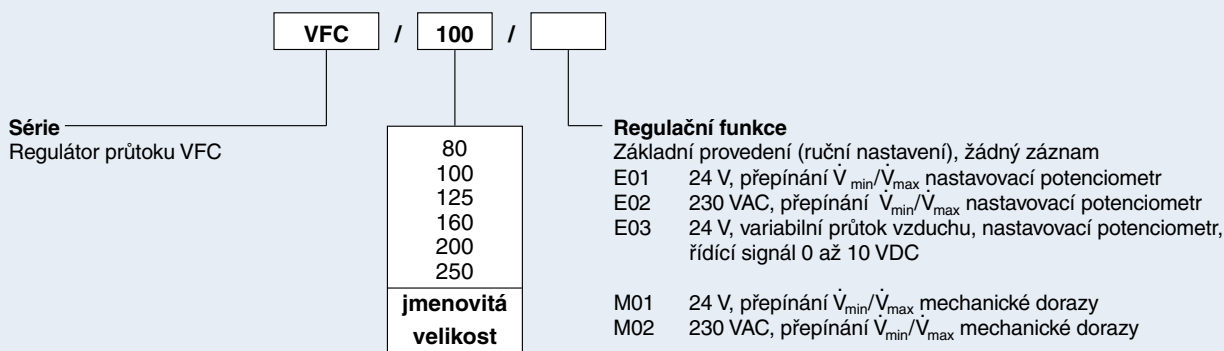 VFC / 100 /
Série
Regulátor průtoku VFC
80
100
125
160
200
250
jmenovitá
velikost
Regulační funkce
Základní provedení (ruční nastavení), žádný záznam
E01 24 V, přepínání V̇ min/V̇max nastavovací potenciometr
E02 230 VAC, přepínání V̇min/V̇max nastavovací potenciometr
E03 24 V, variabilní průtok vzduchu, nastavovací potenciometr,
řídící signál 0 až 10 VDC
M01 24 V, přepínání V̇min/V̇max mechanické dorazy
M02 230 VAC, přepínání V̇min/V̇max mechanické dorazy